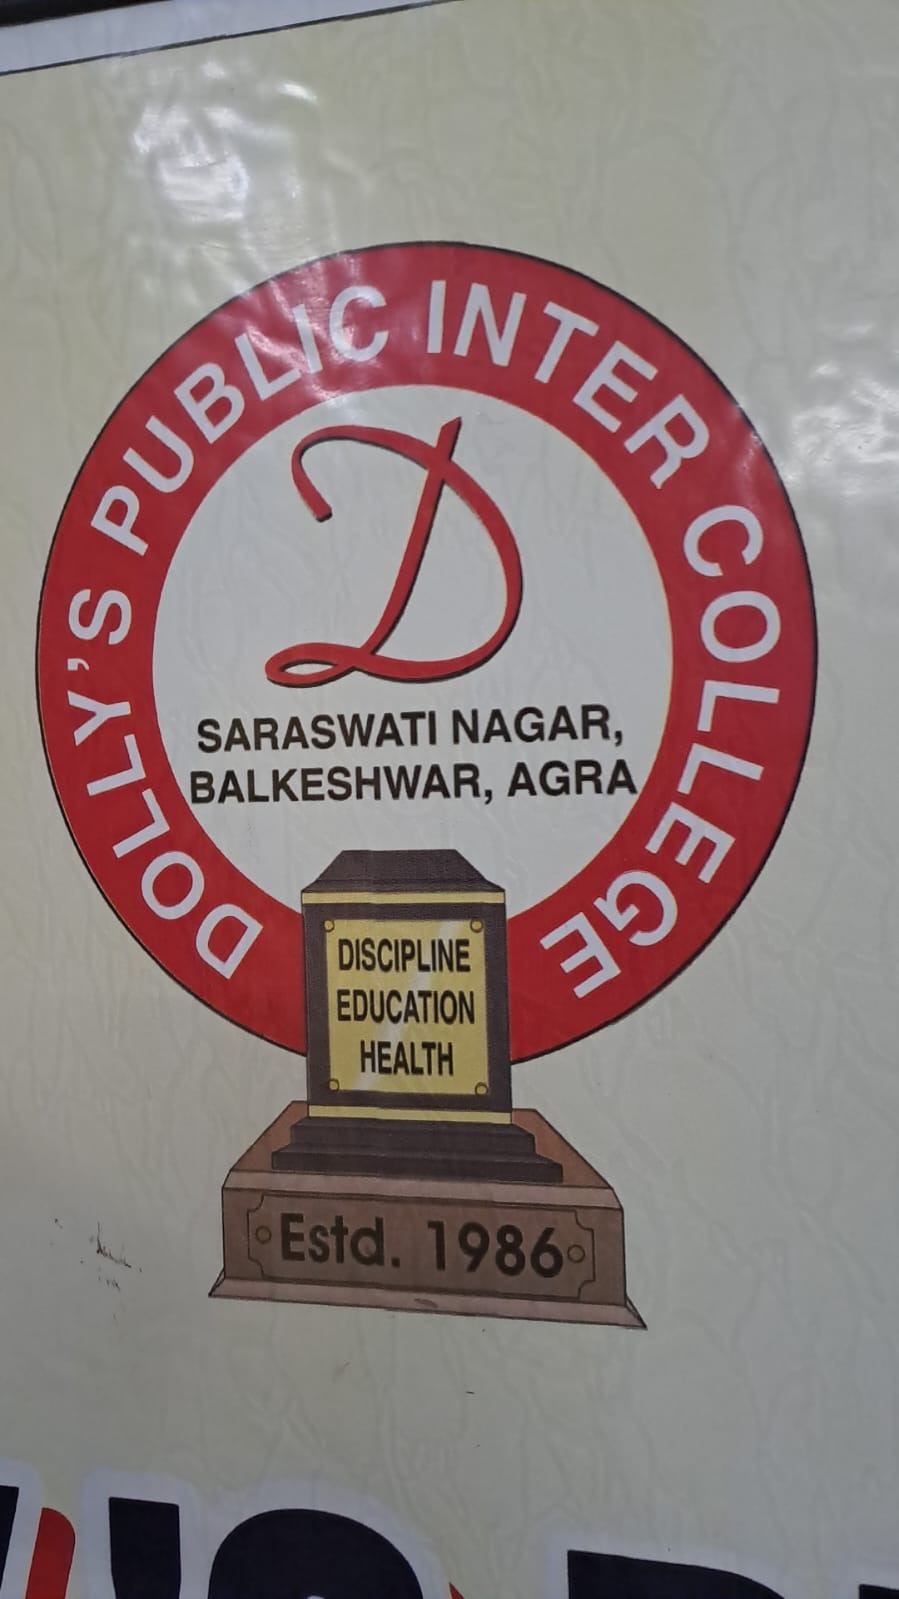 DOLLY'S PUBLIC INTER COLLEGE
D
SARASWATI NAGAR,
BALKESHWAR, AGRA
DISCIPLINE
EDUCATION
HEALTH
Estd. 1986